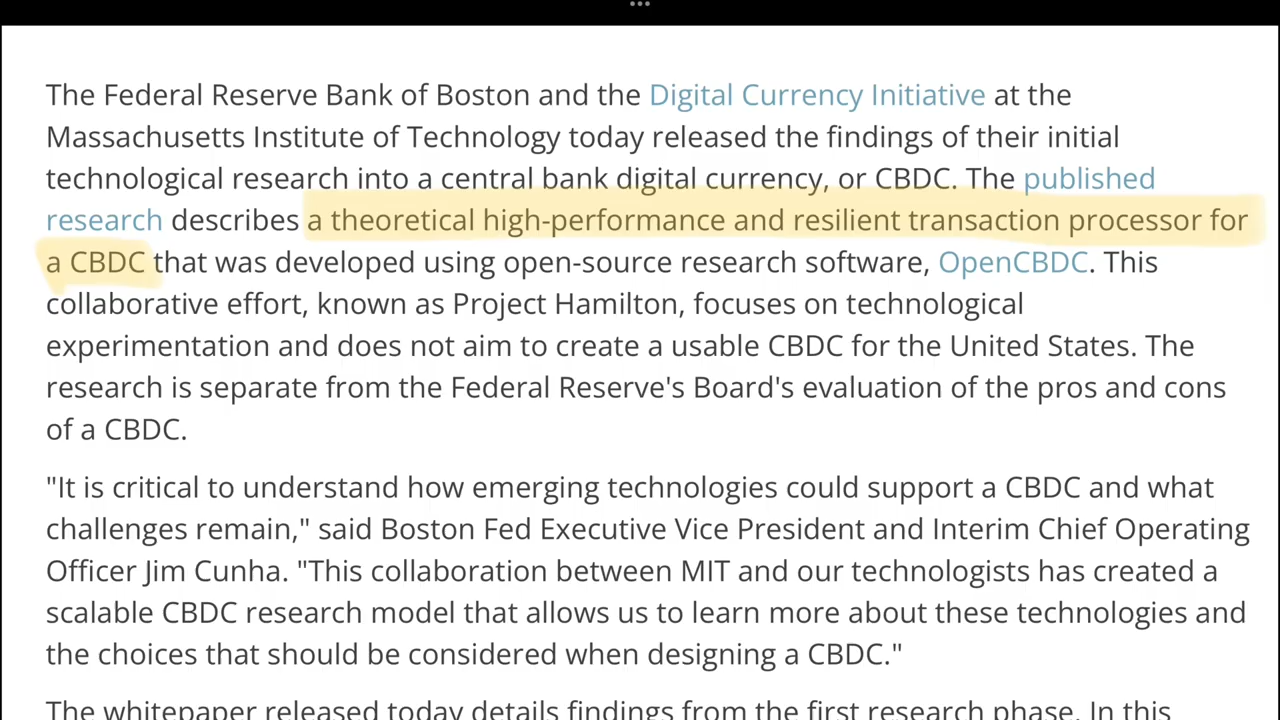 The Federal Reserve Bank of Boston and the Digital Currency Initiative at the
Massachusetts Institute of Technology today released the findings of their initial
technological research into a central bank digital currency, or CBDC. The published
research describes a theoretical high-performance and resilient transaction processor for
a CBDC that was developed using open-source research software, OpenCBDC. This
collaborative effort, known as Project Hamilton, focuses on technological
experimentation and does not aim to create a usable CBDC for the United States. The
research is separate from the Federal Reserve's Board's evaluation of the pros and cons
of a CBDC.
"It is critical to understand how emerging technologies could support a CBDC and what
challenges remain," said Boston Fed Executive Vice President and Interim Chief Operating
Officer Jim Cunha. "This collaboration between MIT and our technologists has created a
scalable CBDC research model that allows us to learn more about these technologies and
the choices that should be considered when designing a CBDC."
The whitepaper released today details findings from the first research phase. In this